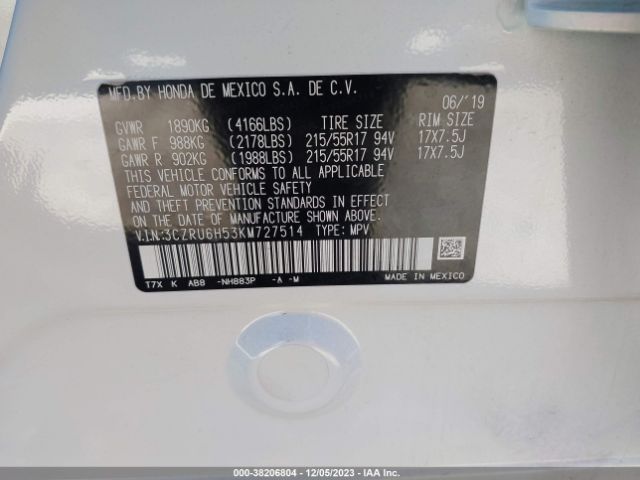 MFD.BY HONDA DE MEXICO S.A. DE C.V.
06/'19
GVWR 1890KG (4166LBS) TIRE SIZE RIM SIZE
GAWR F 988KG (2178LBS) 215/55R17 94V 17X7.5J
GAWR R 902KG (1988LBS) 215/55R17 94V 17X7.5J
THIS VEHICLE CONFORMS TO ALL APPLICABLE
FEDERAL MOTOR VEHICLE SAFETY
AND THEFT PREVENTION STANDARDS IN EFFECT
ON THE DATE OF MANUFACTURE SHOWN ABOVE.
V.I.N:3CZRU6H53KM727514 TYPE: MPV
T7X K AB8 -NH883P -A -M MADE IN MEXICO
000-38206804 - 12/05/2023 - IAA Inc.